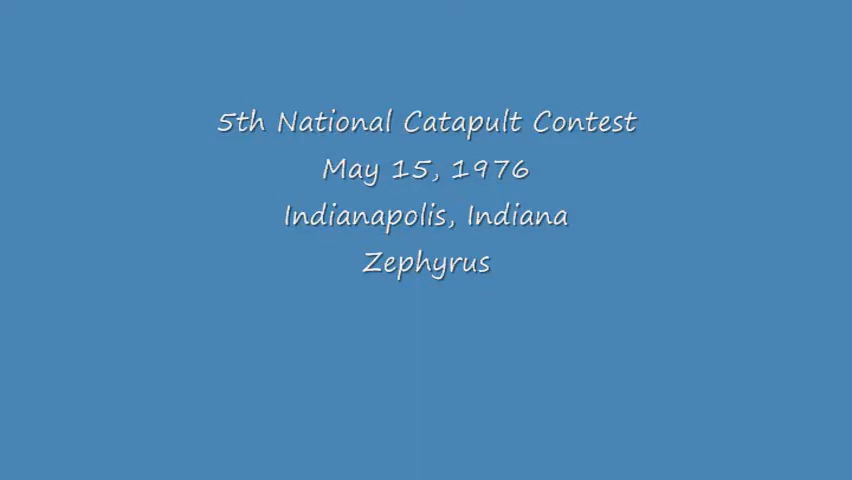 5th National Catapult Contest
May 15, 1976
Indianapolis, Indiana
Zephyrus